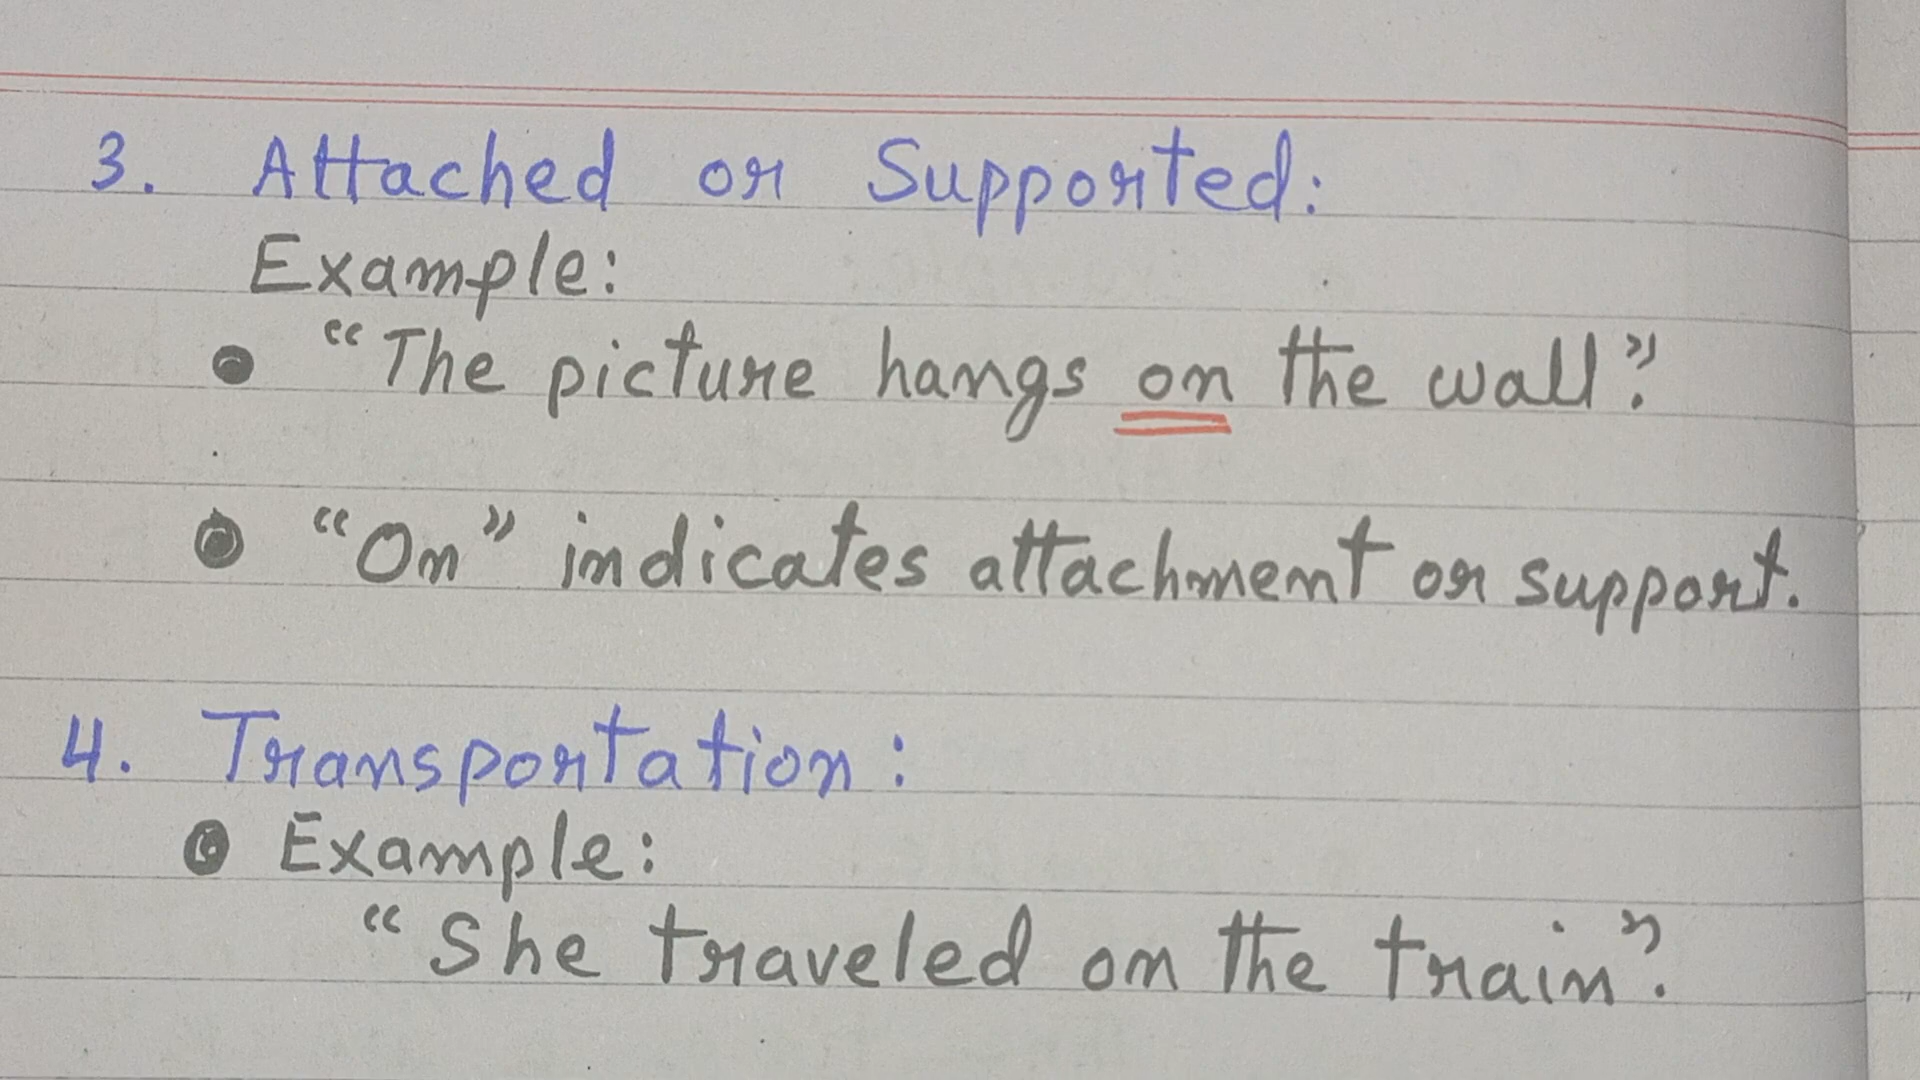 3. Attached or Supported:
Example:
● “The picture hangs on the wall”.
● “On” indicates attachment or support.
4. Transportation:
● Example:
“She traveled on the train”.